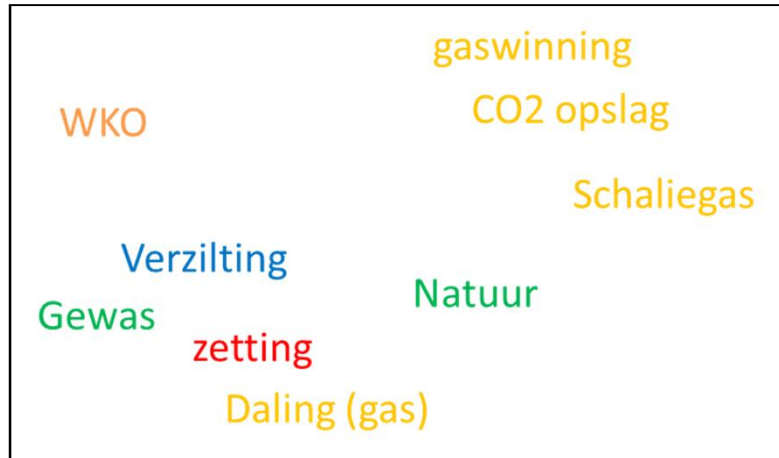 gaswinning
CO2 opslag
WKO
Schaliegas
Verzilting
Natuur
Gewas
zetting
Daling (gas)